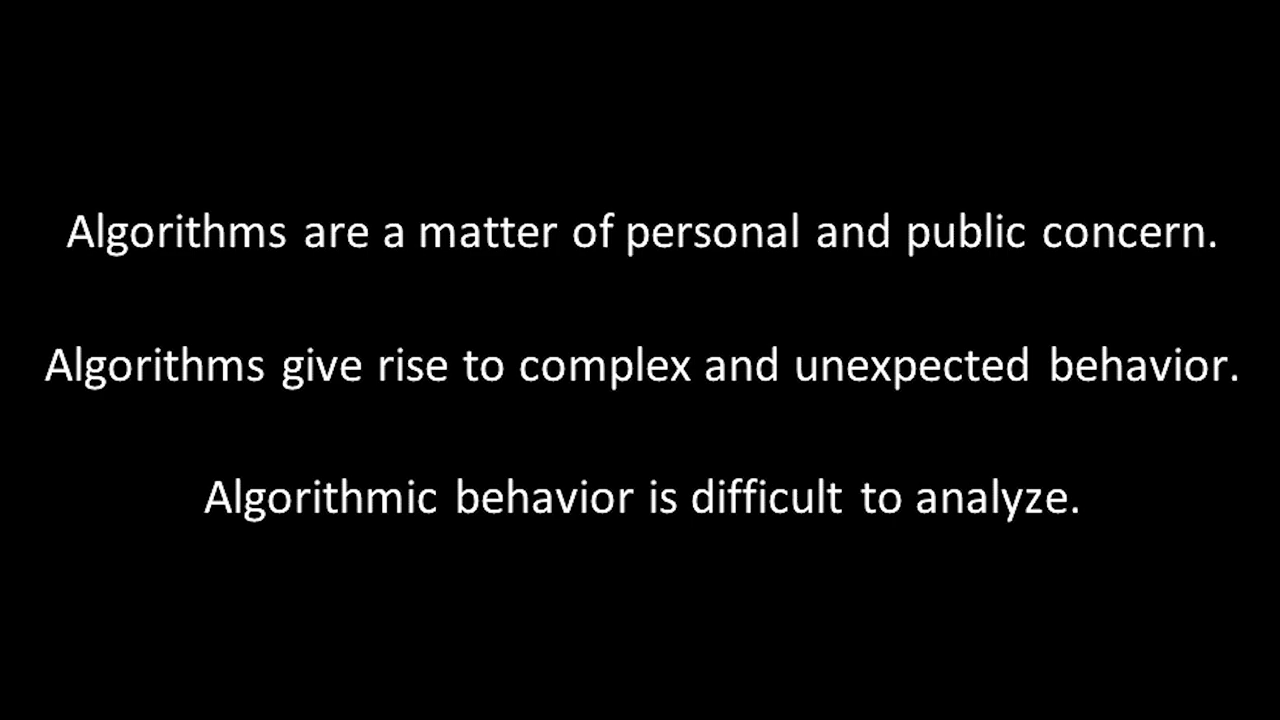 Algorithms are a matter of personal and public concern.
Algorithms give rise to complex and unexpected behavior.
Algorithmic behavior is difficult to analyze.